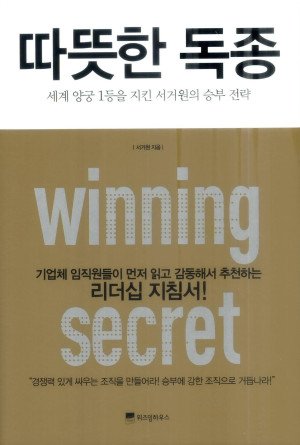 따뜻한 독종
세계 양궁 1등을 지킨 서거원의 승부 전략
| 서거원 지음 |
winning
기업체 임직원들이 먼저 읽고 감동해서 추천하는
리더십 지침서!
secret
“경쟁력 있게 싸우는 조직을 만들어라! 승부에 강한 조직으로 거듭나라!”
위즈덤하우스